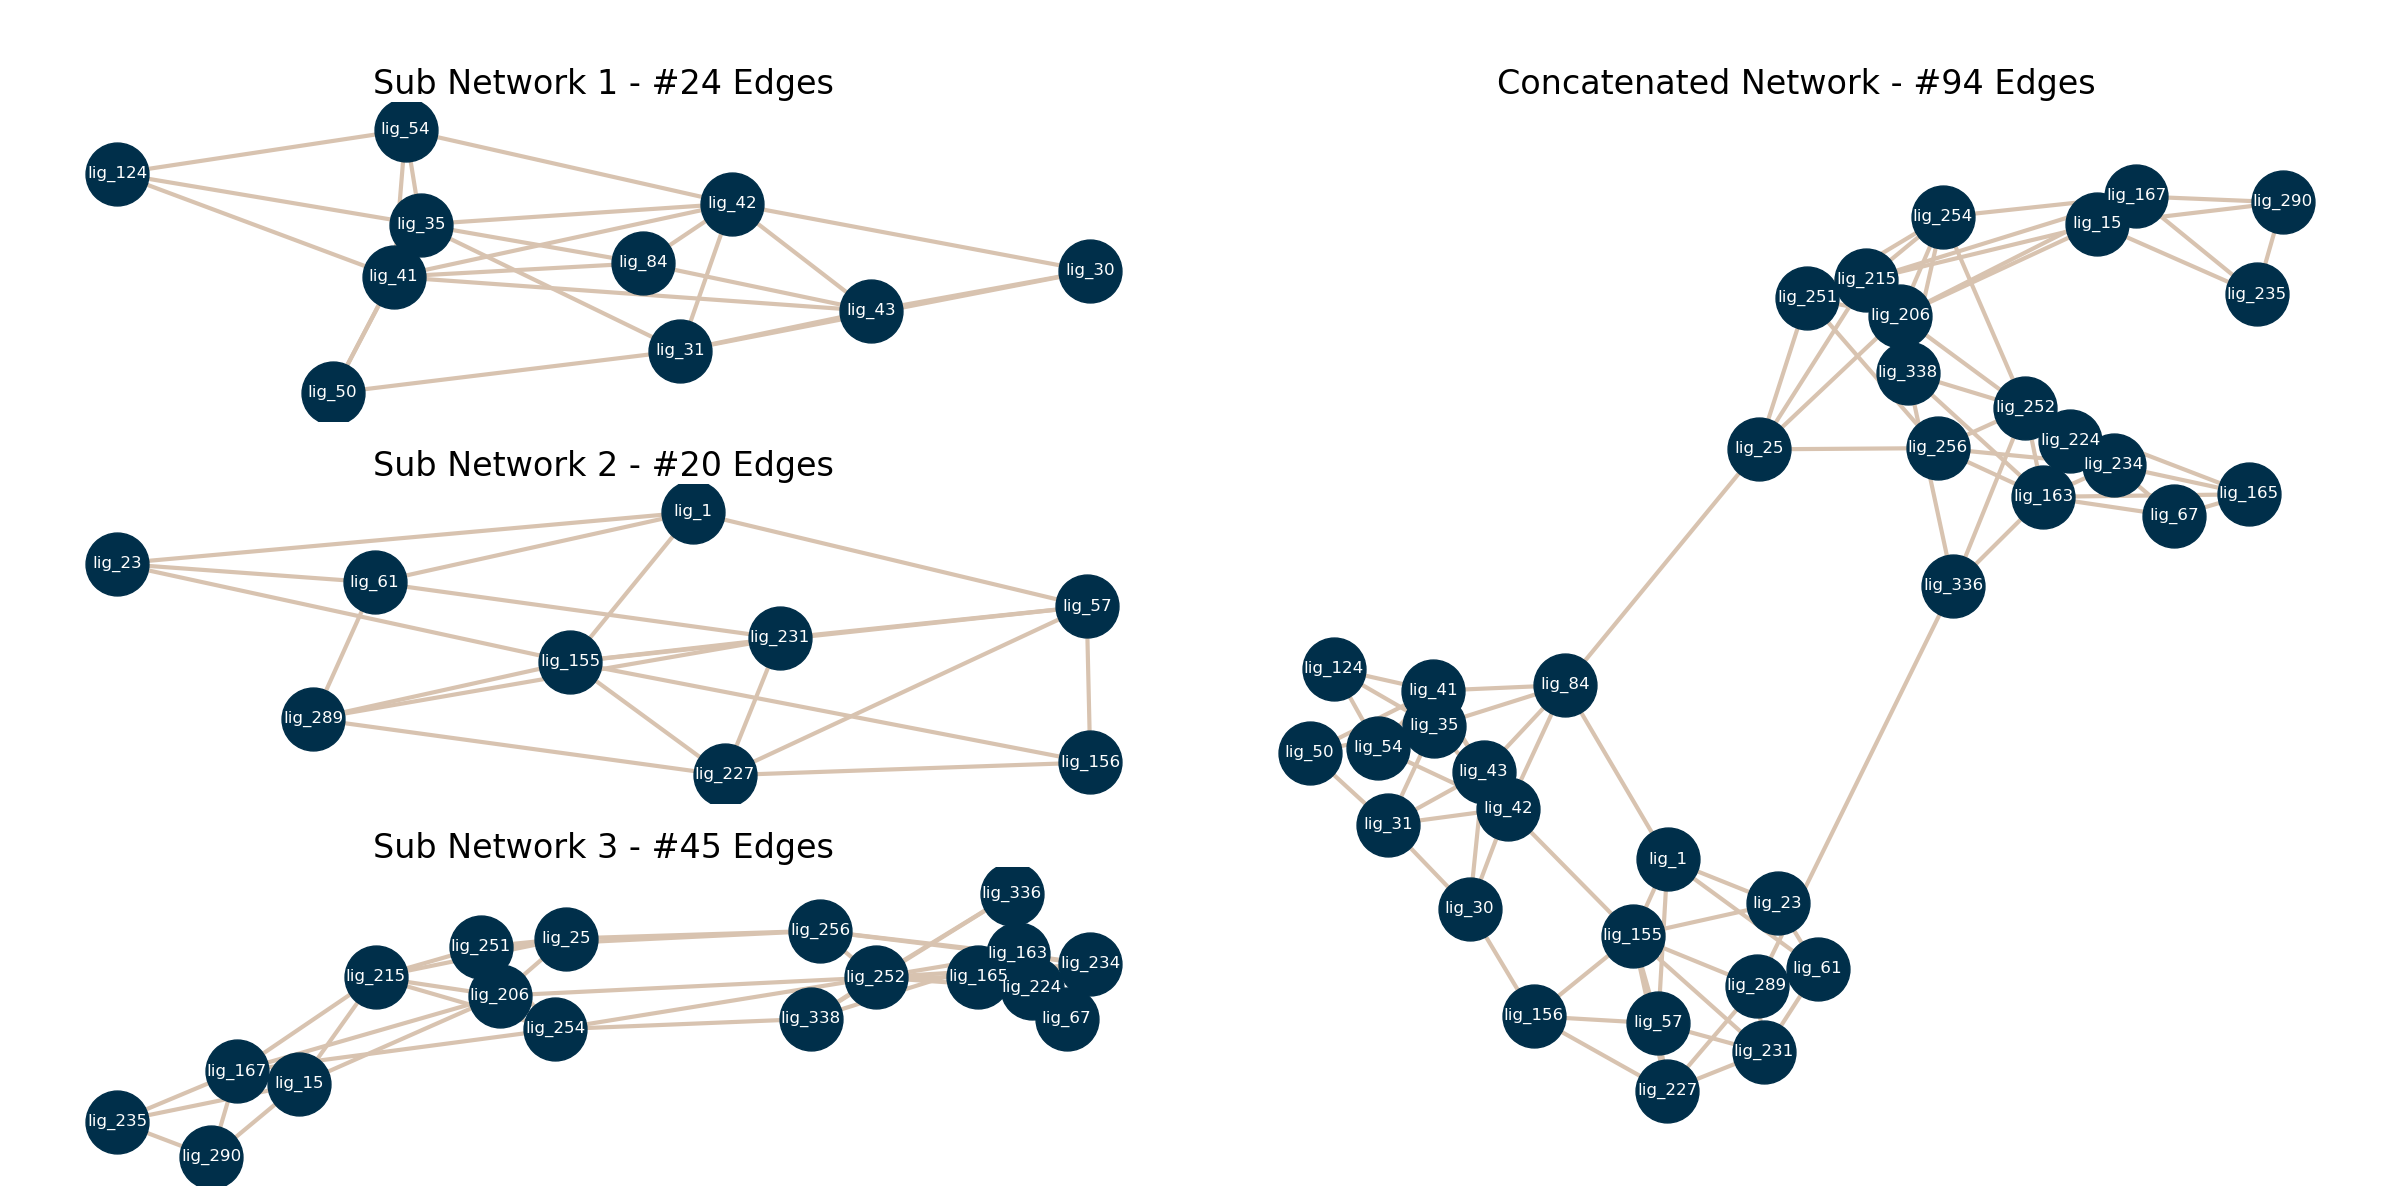 Sub Network 1 - #24 Edges
lig_54
lig_124
lig_42
lig_35
lig_84
lig_30
lig_41
lig_43
lig_31
lig_50
Sub Network 2 - #20 Edges
lig_1
lig_23
lig_61
lig_57
lig_231
lig_155
lig_289
lig_156
lig_227
Sub Network 3 - #45 Edges
lig_336
lig_256
lig_25
lig_251
lig_163
lig_234
lig_215
lig_252
lig_165
lig_224
lig_206
lig_338
lig_67
lig_254
lig_167
lig_15
lig_235
lig_290
Concatenated Network - #94 Edges
lig_167
lig_290
lig_254
lig_15
lig_215
lig_235
lig_251
lig_206
lig_338
lig_252
lig_224
lig_25
lig_256
lig_234
lig_163
lig_165
lig_67
lig_336
lig_124
lig_84
lig_41
lig_35
lig_54
lig_50
lig_43
lig_42
lig_31
lig_1
lig_23
lig_30
lig_155
lig_61
lig_289
lig_156
lig_57
lig_231
lig_227